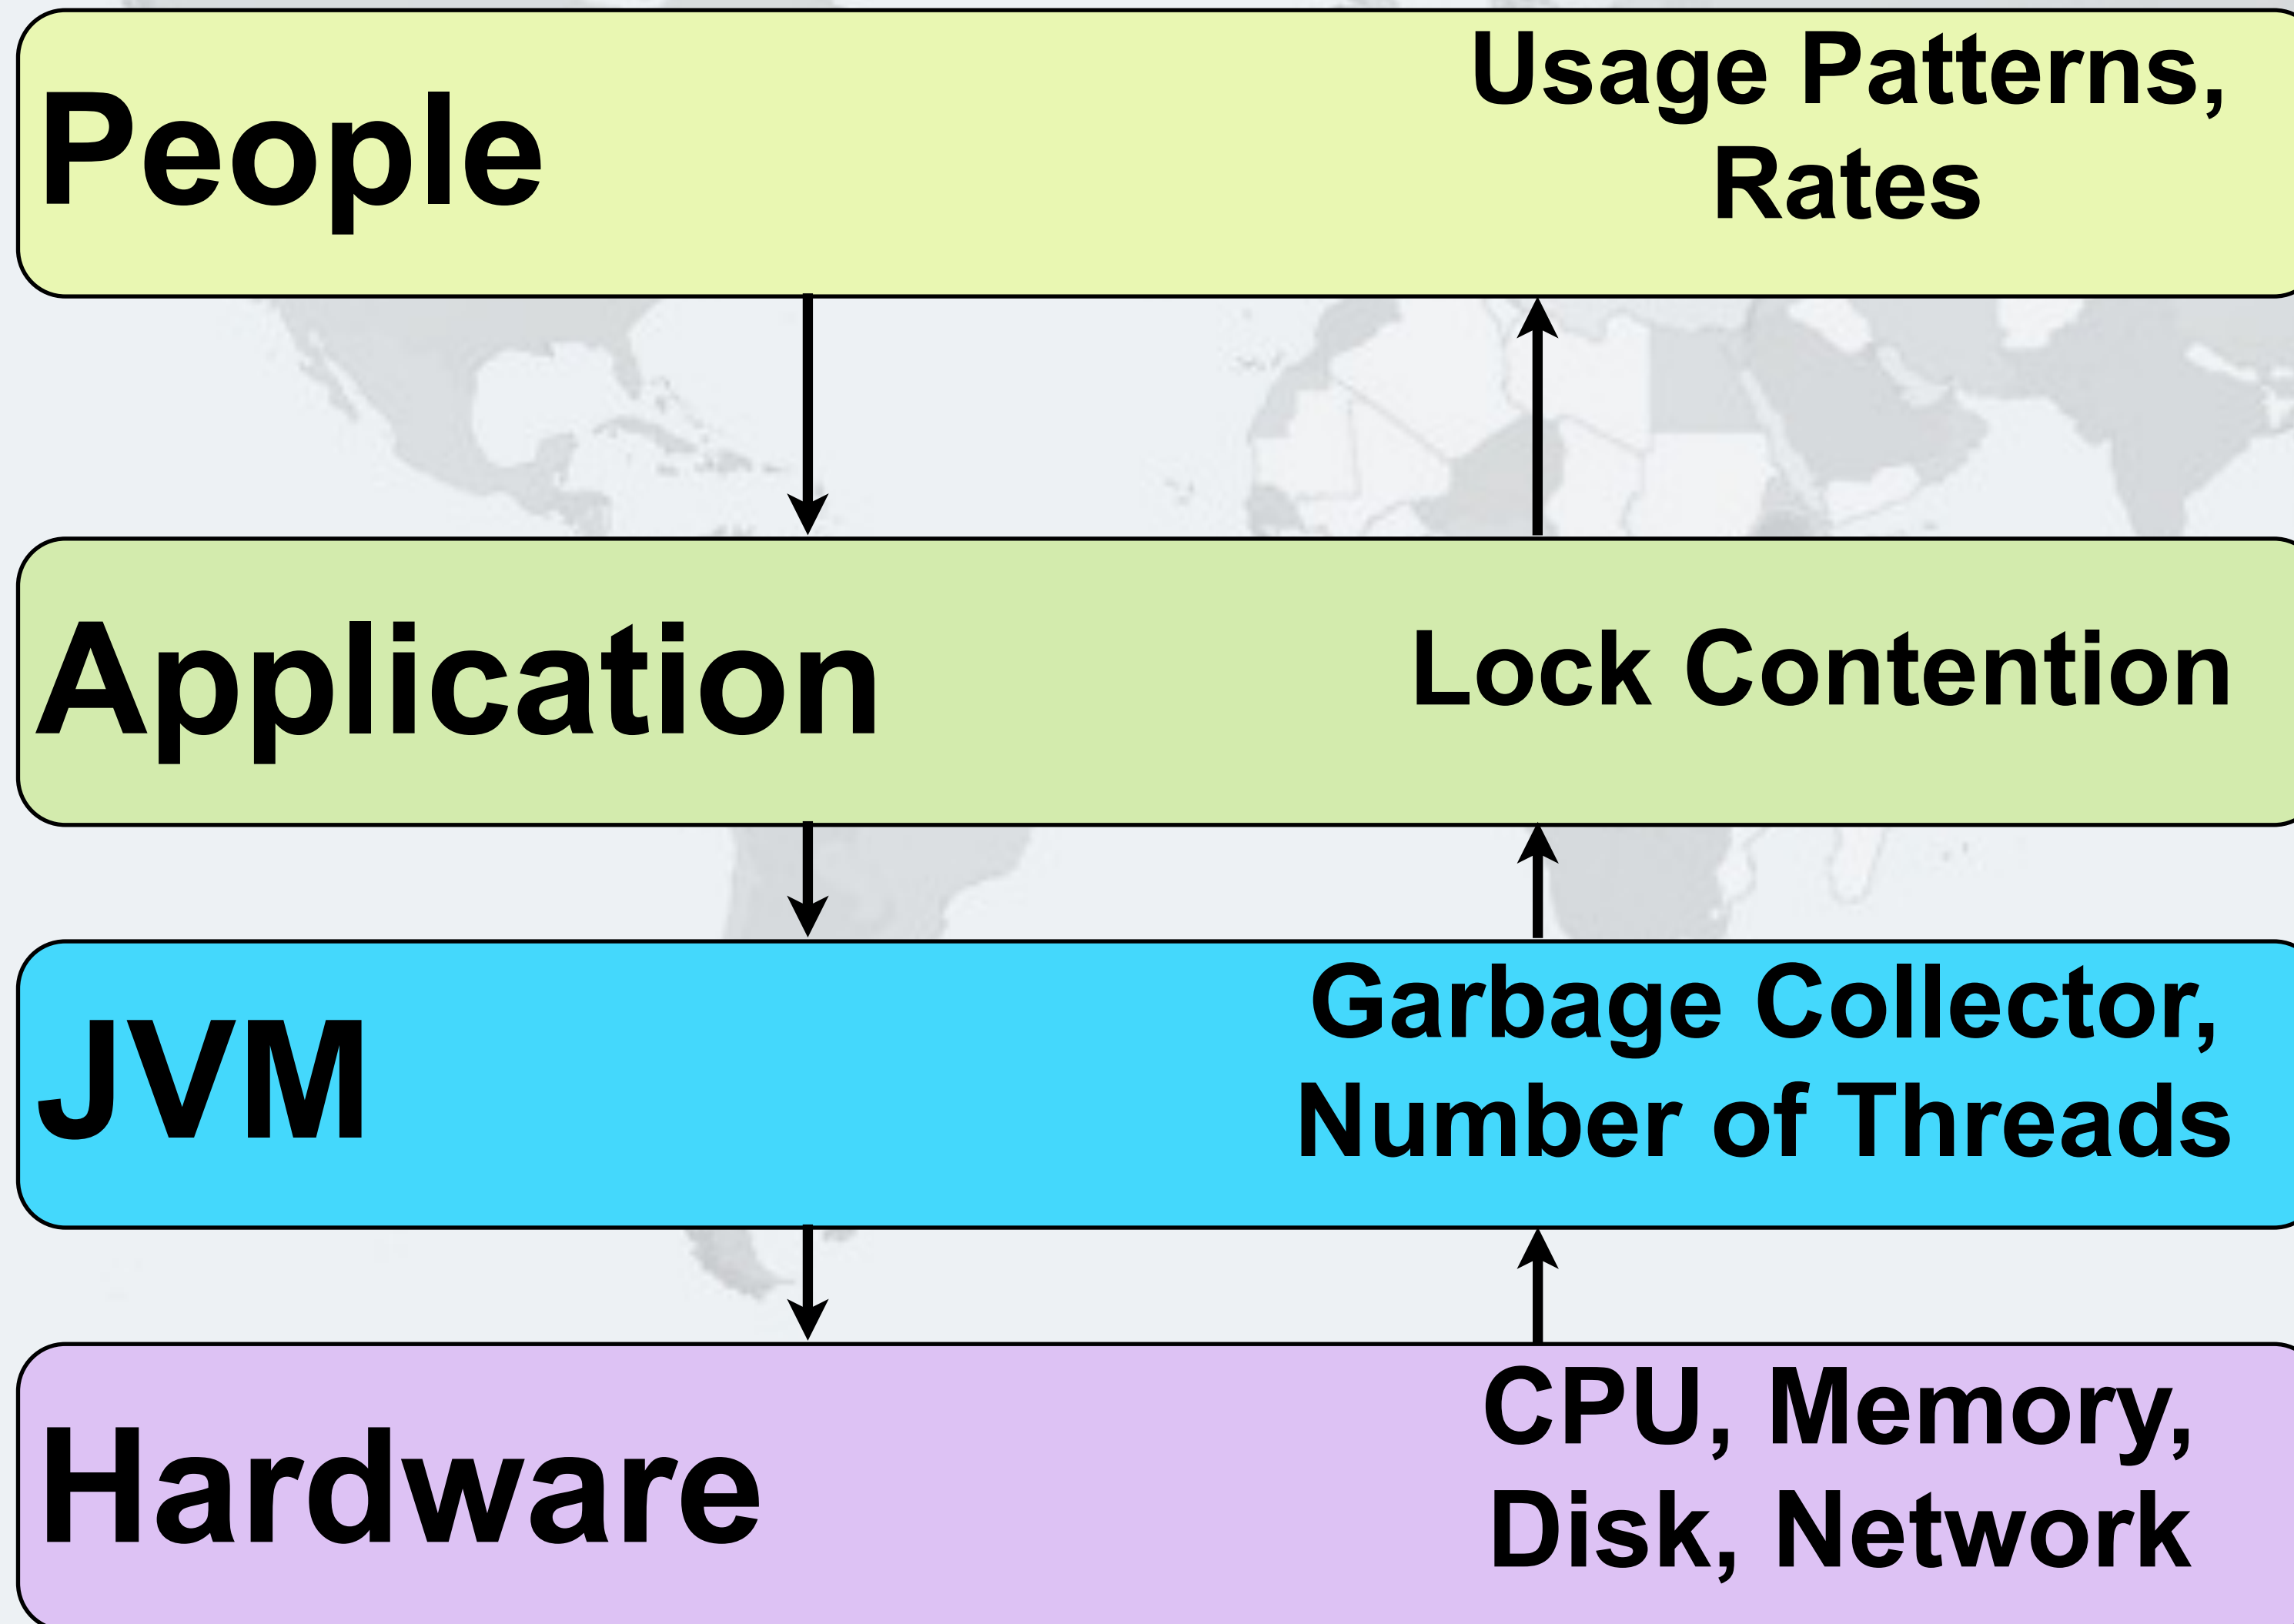 People
Usage Patterns,
Rates
Application
Lock Contention
JVM
Garbage Collector,
Number of Threads
Hardware
CPU, Memory,
Disk, Network